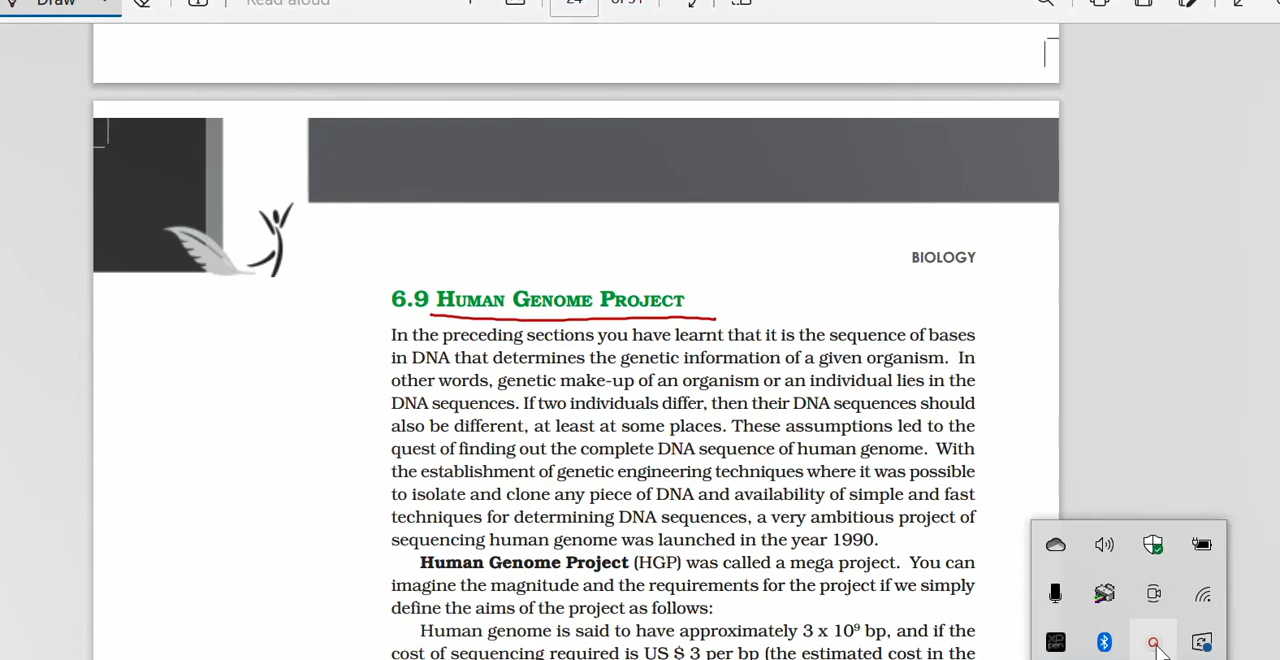 Draw
Read aloud
24 of 31
BIOLOGY
6.9 HUMAN GENOME PROJECT
In the preceding sections you have learnt that it is the sequence of bases
in DNA that determines the genetic information of a given organism. In
other words, genetic make-up of an organism or an individual lies in the
DNA sequences. If two individuals differ, then their DNA sequences should
also be different, at least at some places. These assumptions led to the
quest of finding out the complete DNA sequence of human genome. With
the establishment of genetic engineering techniques where it was possible
to isolate and clone any piece of DNA and availability of simple and fast
techniques for determining DNA sequences, a very ambitious project of
sequencing human genome was launched in the year 1990.
Human Genome Project (HGP) was called a mega project. You can
imagine the magnitude and the requirements for the project if we simply
define the aims of the project as follows:
Human genome is said to have approximately 3 x 10⁹ bp, and if the
cost of sequencing required is US $ 3 per bp (the estimated cost in the
XP
pen